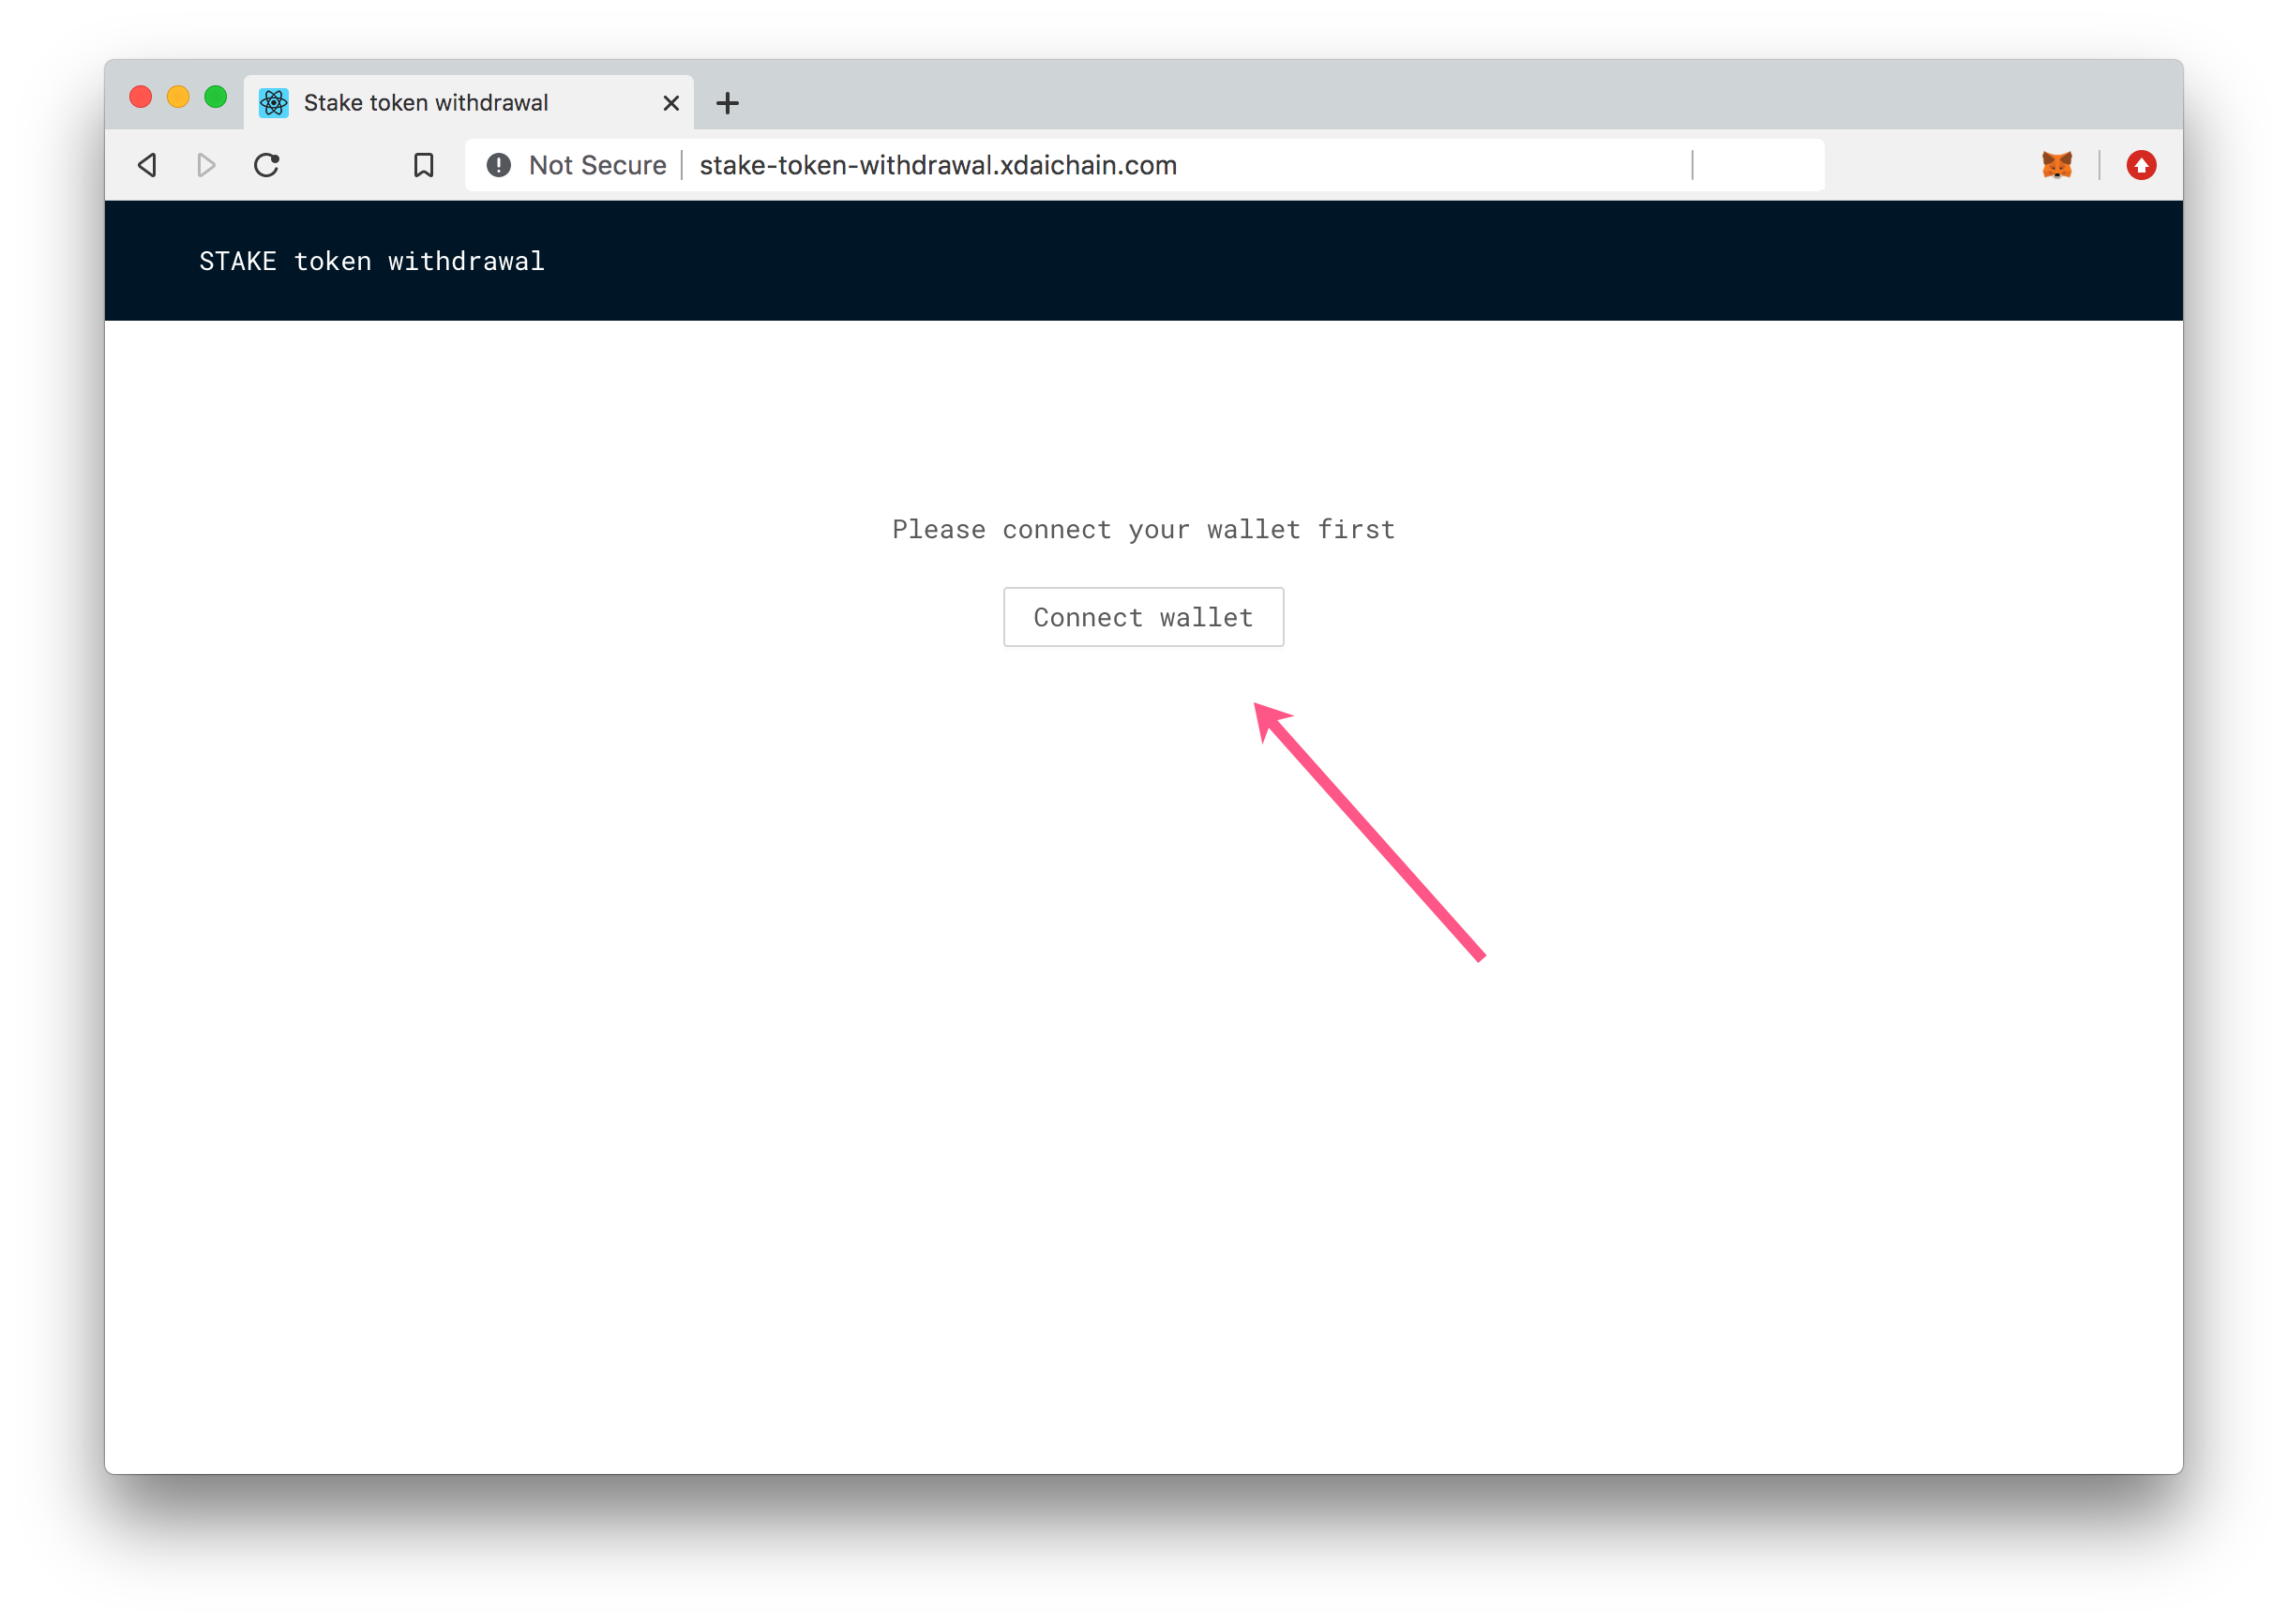 Stake token withdrawal
Not Secure stake-token-withdrawal.xdaichain.com
STAKE token withdrawal
Please connect your wallet first
Connect wallet